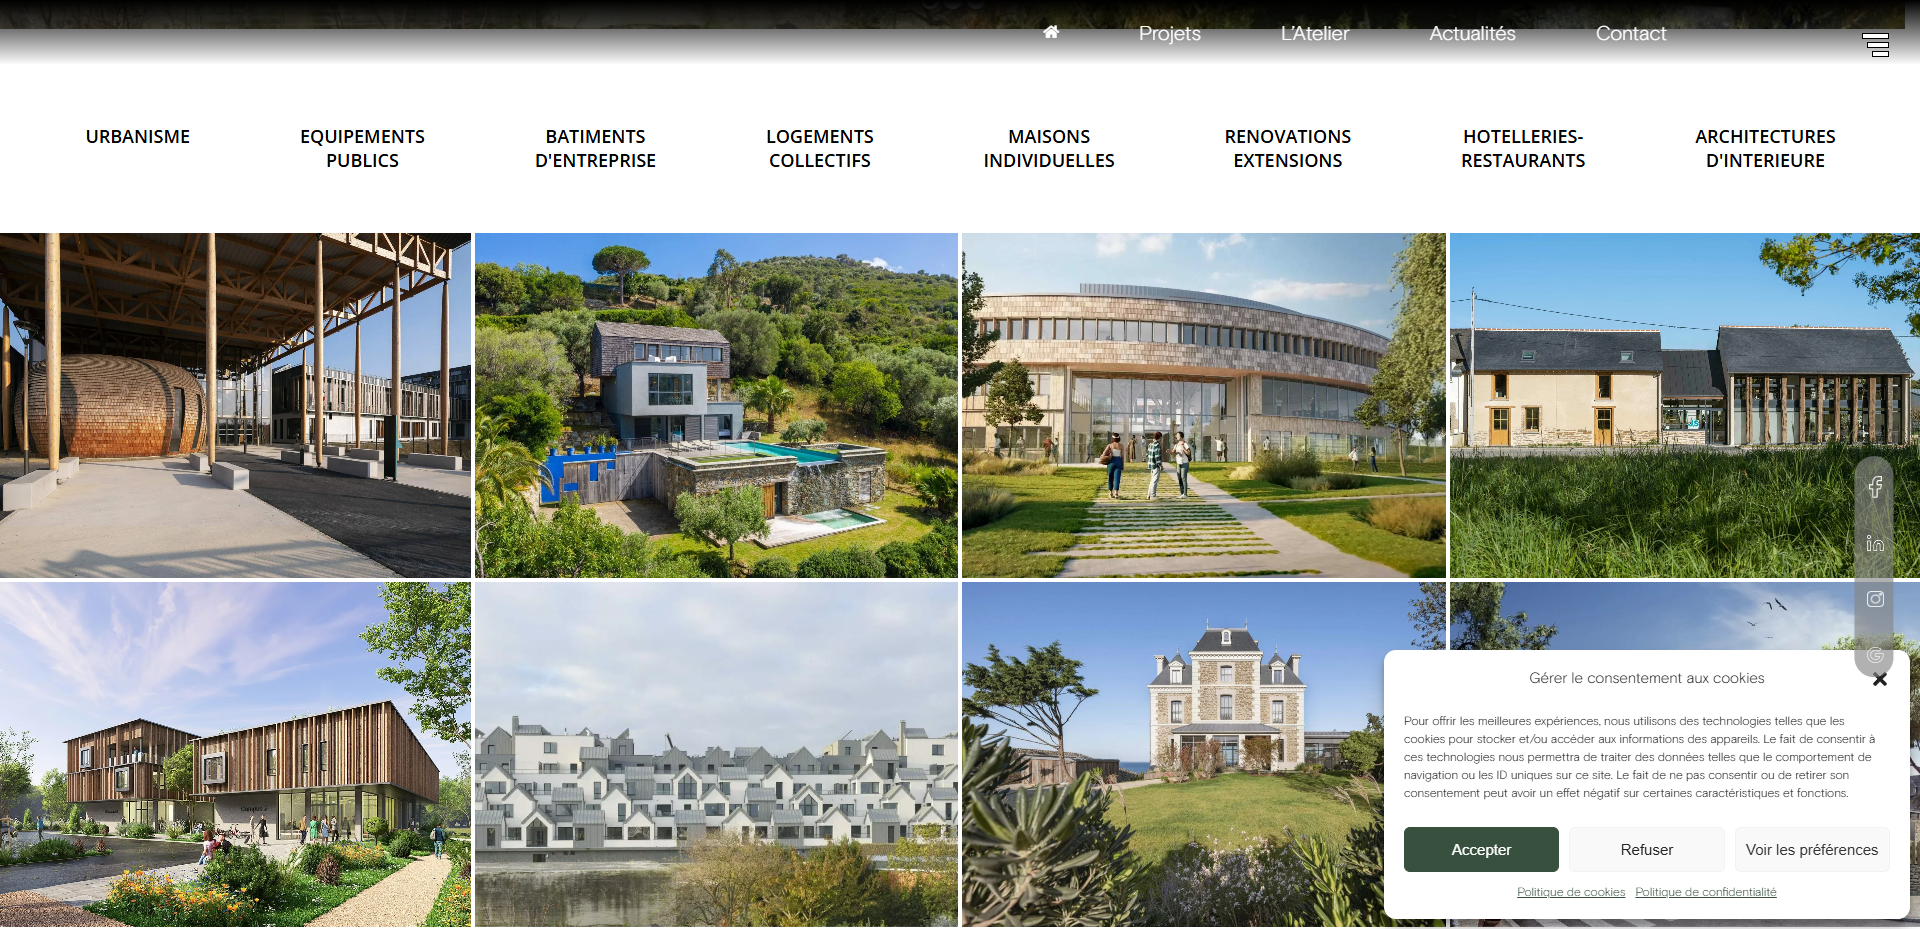 Projets
L'Atelier
Actualités
Contact
URBANISME
EQUIPEMENTS
PUBLICS
BATIMENTS
D'ENTREPRISE
LOGEMENTS
COLLECTIFS
MAISONS
INDIVIDUELLES
RENOVATIONS
EXTENSIONS
HOTELLERIES-
RESTAURANTS
ARCHITECTURES
D'INTERIEURE
Gérer le consentement aux cookies
Pour offrir les meilleures expériences, nous utilisons des technologies telles que les
cookies pour stocker et/ou accéder aux informations des appareils. Le fait de consentir à
ces technologies nous permettra de traiter des données telles que le comportement de
navigation ou les ID uniques sur ce site. Le fait de ne pas consentir ou de retirer son
consentement peut avoir un effet négatif sur certaines caractéristiques et fonctions.
Accepter
Refuser
Voir les préférences
Politique de cookies
Politique de confidentialité